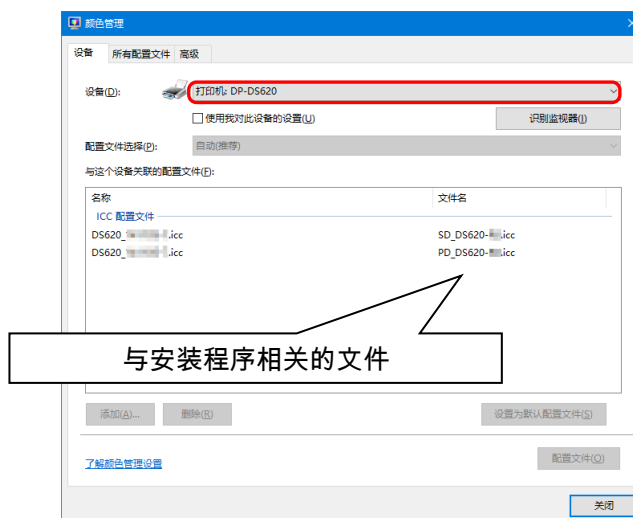 颜色管理
设备 所有配置文件 高级
设备(D): 打印机: DP-DS620
使用我对此设备的设置(U) 识别监视器(I)
配置文件选择(P): 自动(推荐)
与这个设备关联的配置文件(F):
名称 文件名
ICC 配置文件
DS620_ .icc SD_DS620- .icc
DS620_ .icc PD_DS620- .icc
与安装程序相关的文件
添加(A)... 删除(R) 设置为默认配置文件(S)
了解颜色管理设置 配置文件(O)
关闭